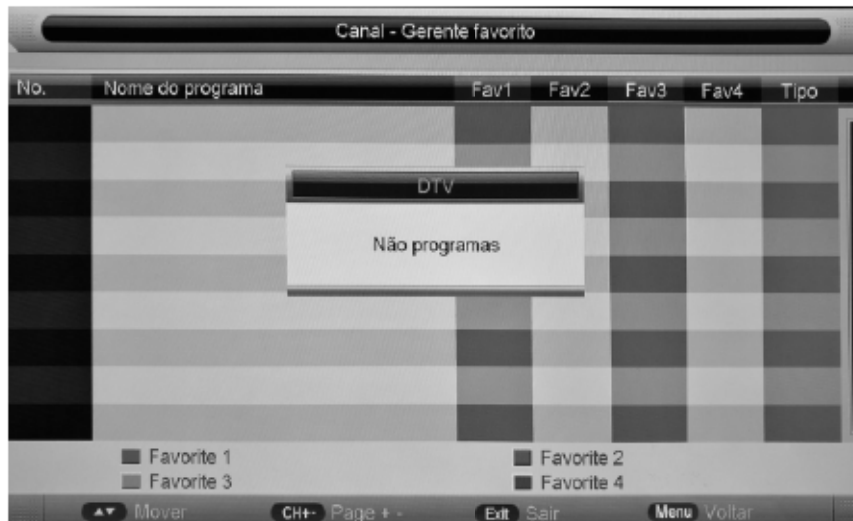 Canal - Gerente favorito
No. Nome do programa Fav1 Fav2 Fav3 Fav4 Tipo
DTV
Não programas
Favorite 1 Favorite 2
Favorite 3 Favorite 4
Mover CH+- Page + - Exit Sair Menu Voltar